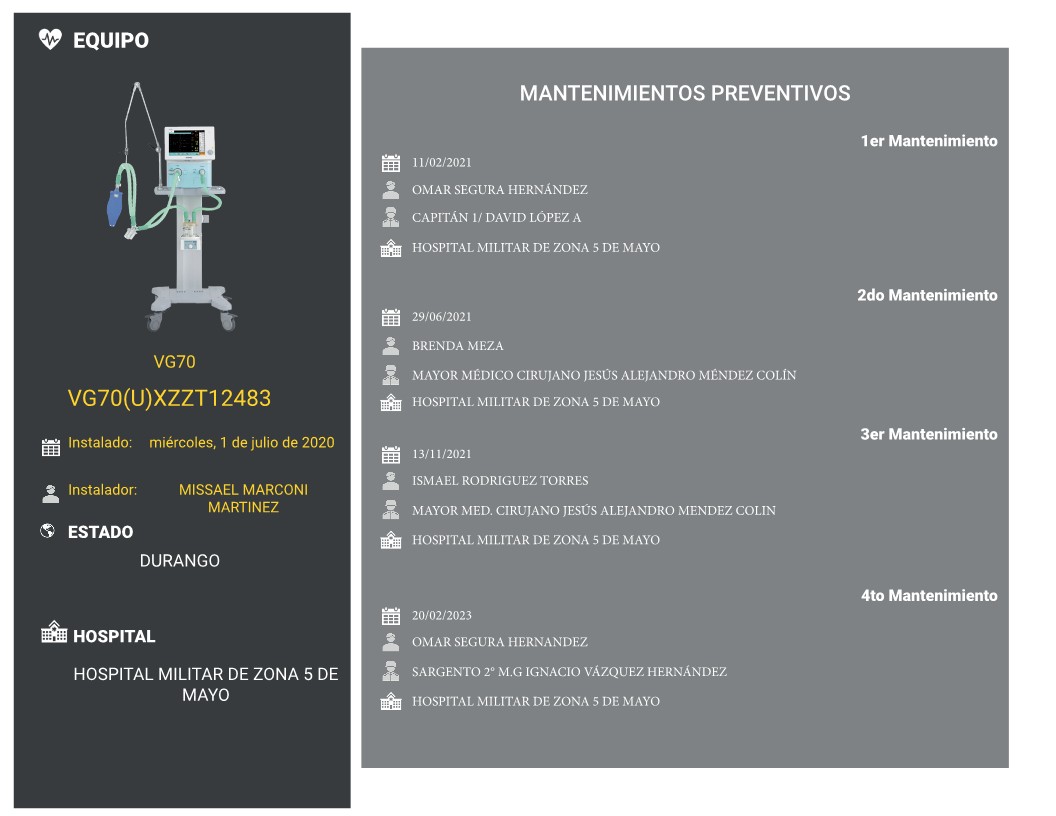 EQUIPO
VG70
VG70(U)XZZT12483
Instalado: miércoles, 1 de julio de 2020
Instalador: MISSAEL MARCONI
MARTINEZ
ESTADO
DURANGO
HOSPITAL
HOSPITAL MILITAR DE ZONA 5 DE
MAYO
MANTENIMIENTOS PREVENTIVOS
1er Mantenimiento
11/02/2021
OMAR SEGURA HERNÁNDEZ
CAPITÁN 1/ DAVID LÓPEZ A
HOSPITAL MILITAR DE ZONA 5 DE MAYO
2do Mantenimiento
29/06/2021
BRENDA MEZA
MAYOR MÉDICO CIRUJANO JESÚS ALEJANDRO MÉNDEZ COLÍN
HOSPITAL MILITAR DE ZONA 5 DE MAYO
3er Mantenimiento
13/11/2021
ISMAEL RODRIGUEZ TORRES
MAYOR MED. CIRUJANO JESÚS ALEJANDRO MENDEZ COLIN
HOSPITAL MILITAR DE ZONA 5 DE MAYO
4to Mantenimiento
20/02/2023
OMAR SEGURA HERNANDEZ
SARGENTO 2° M.G IGNACIO VÁZQUEZ HERNÁNDEZ
HOSPITAL MILITAR DE ZONA 5 DE MAYO